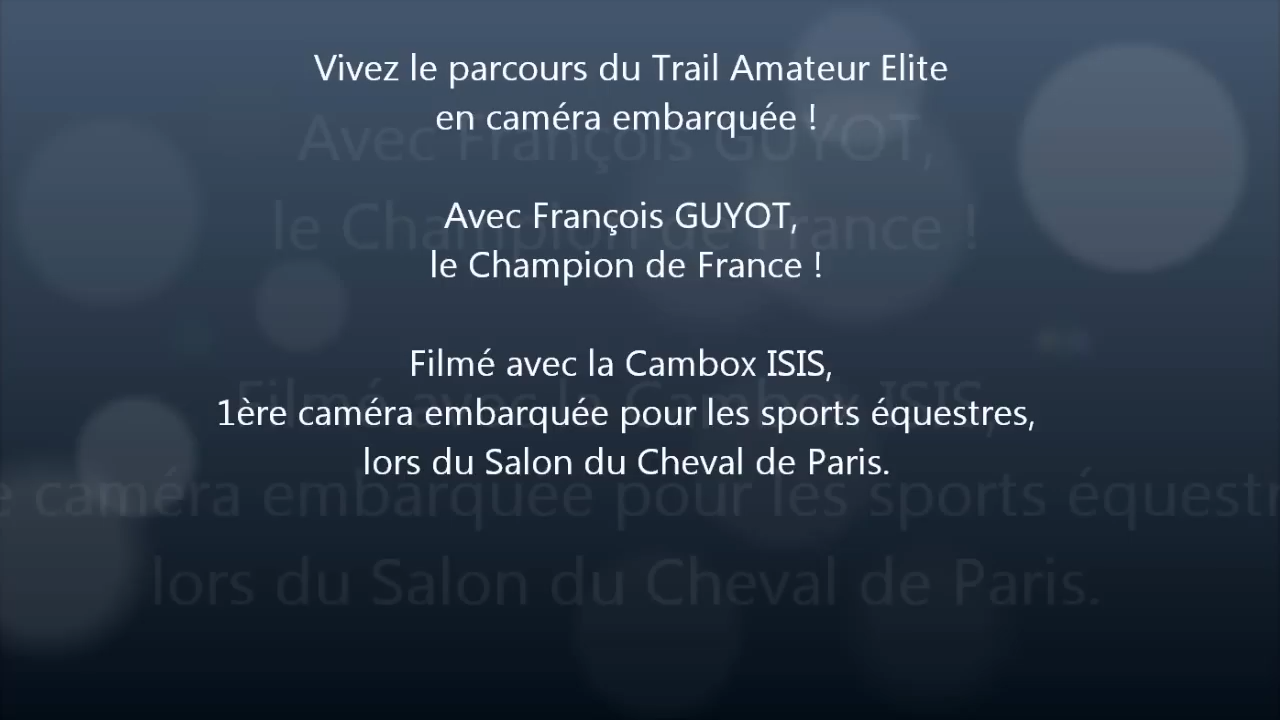 Vivez le parcours du Trail Amateur Elite
en caméra embarquée !
Avec François GUYOT,
le Champion de France !
Filmé avec la Cambox ISIS,
1ère caméra embarquée pour les sports équestres,
lors du Salon du Cheval de Paris.